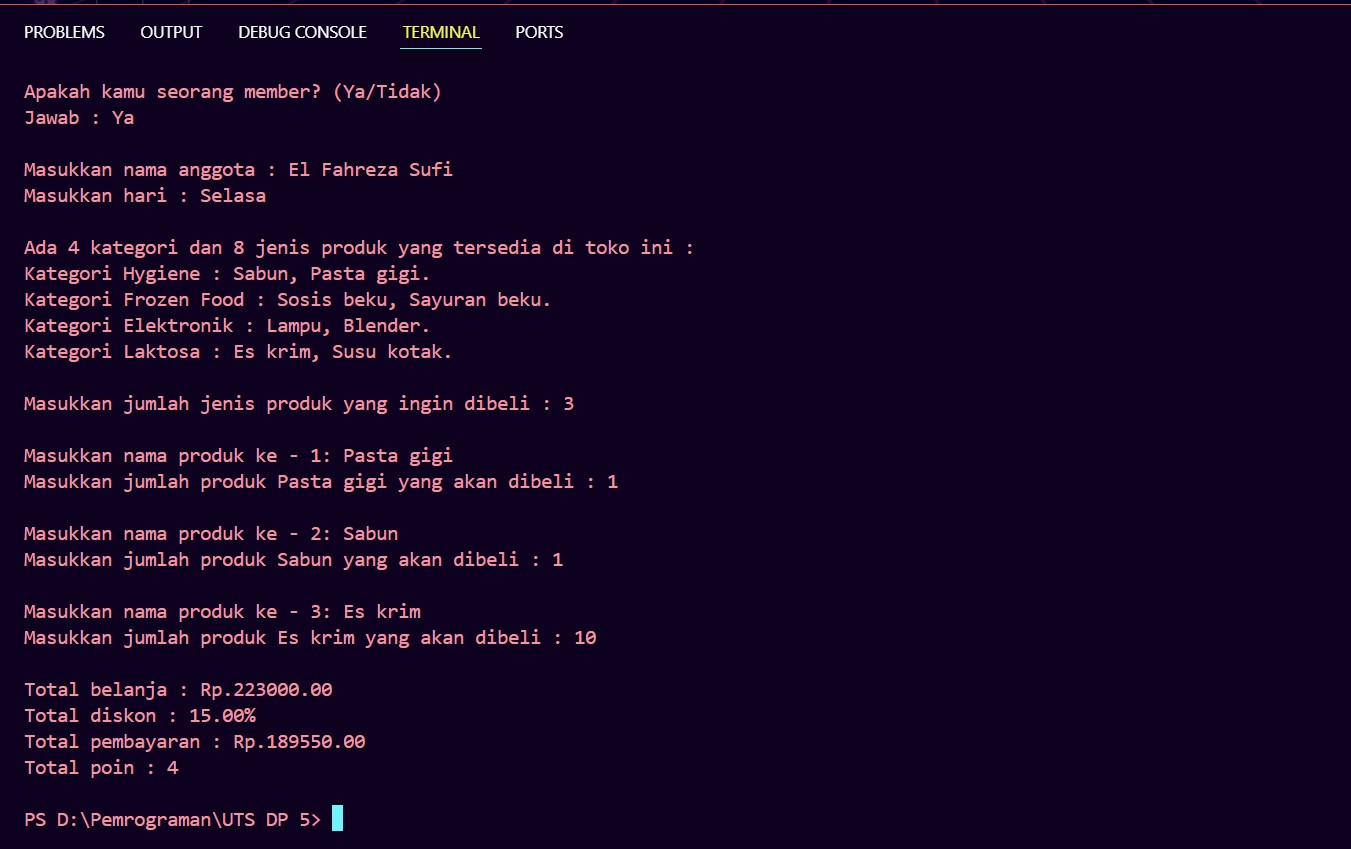 PROBLEMS OUTPUT DEBUG CONSOLE TERMINAL PORTS
Apakah kamu seorang member? (Ya/Tidak)
Jawab : Ya
Masukkan nama anggota : El Fahreza Sufi
Masukkan hari : Selasa
Ada 4 kategori dan 8 jenis produk yang tersedia di toko ini :
Kategori Hygiene : Sabun, Pasta gigi.
Kategori Frozen Food : Sosis beku, Sayuran beku.
Kategori Elektronik : Lampu, Blender.
Kategori Laktosa : Es krim, Susu kotak.
Masukkan jumlah jenis produk yang ingin dibeli : 3
Masukkan nama produk ke - 1: Pasta gigi
Masukkan jumlah produk Pasta gigi yang akan dibeli : 1
Masukkan nama produk ke - 2: Sabun
Masukkan jumlah produk Sabun yang akan dibeli : 1
Masukkan nama produk ke - 3: Es krim
Masukkan jumlah produk Es krim yang akan dibeli : 10
Total belanja : Rp.223000.00
Total diskon : 15.00%
Total pembayaran : Rp.189550.00
Total poin : 4
PS D:\Pemrograman\UTS DP 5>